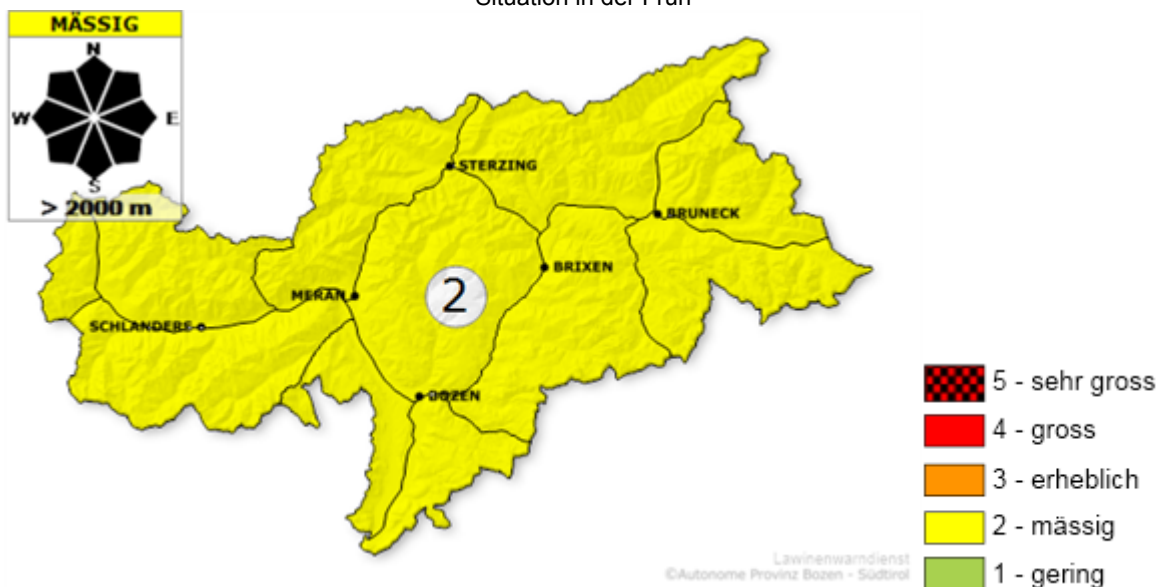 Situation in der Früh
MÄSSIG
N
W E
S
> 2000 m
STERZING
BRUNECK
BRIXEN
MERAN
2
SCHLANDERS
BOZEN
5 - sehr gross
4 - gross
3 - erheblich
2 - mässig
1 - gering
Lawinenwarndienst
©Autonome Provinz Bozen - Südtirol